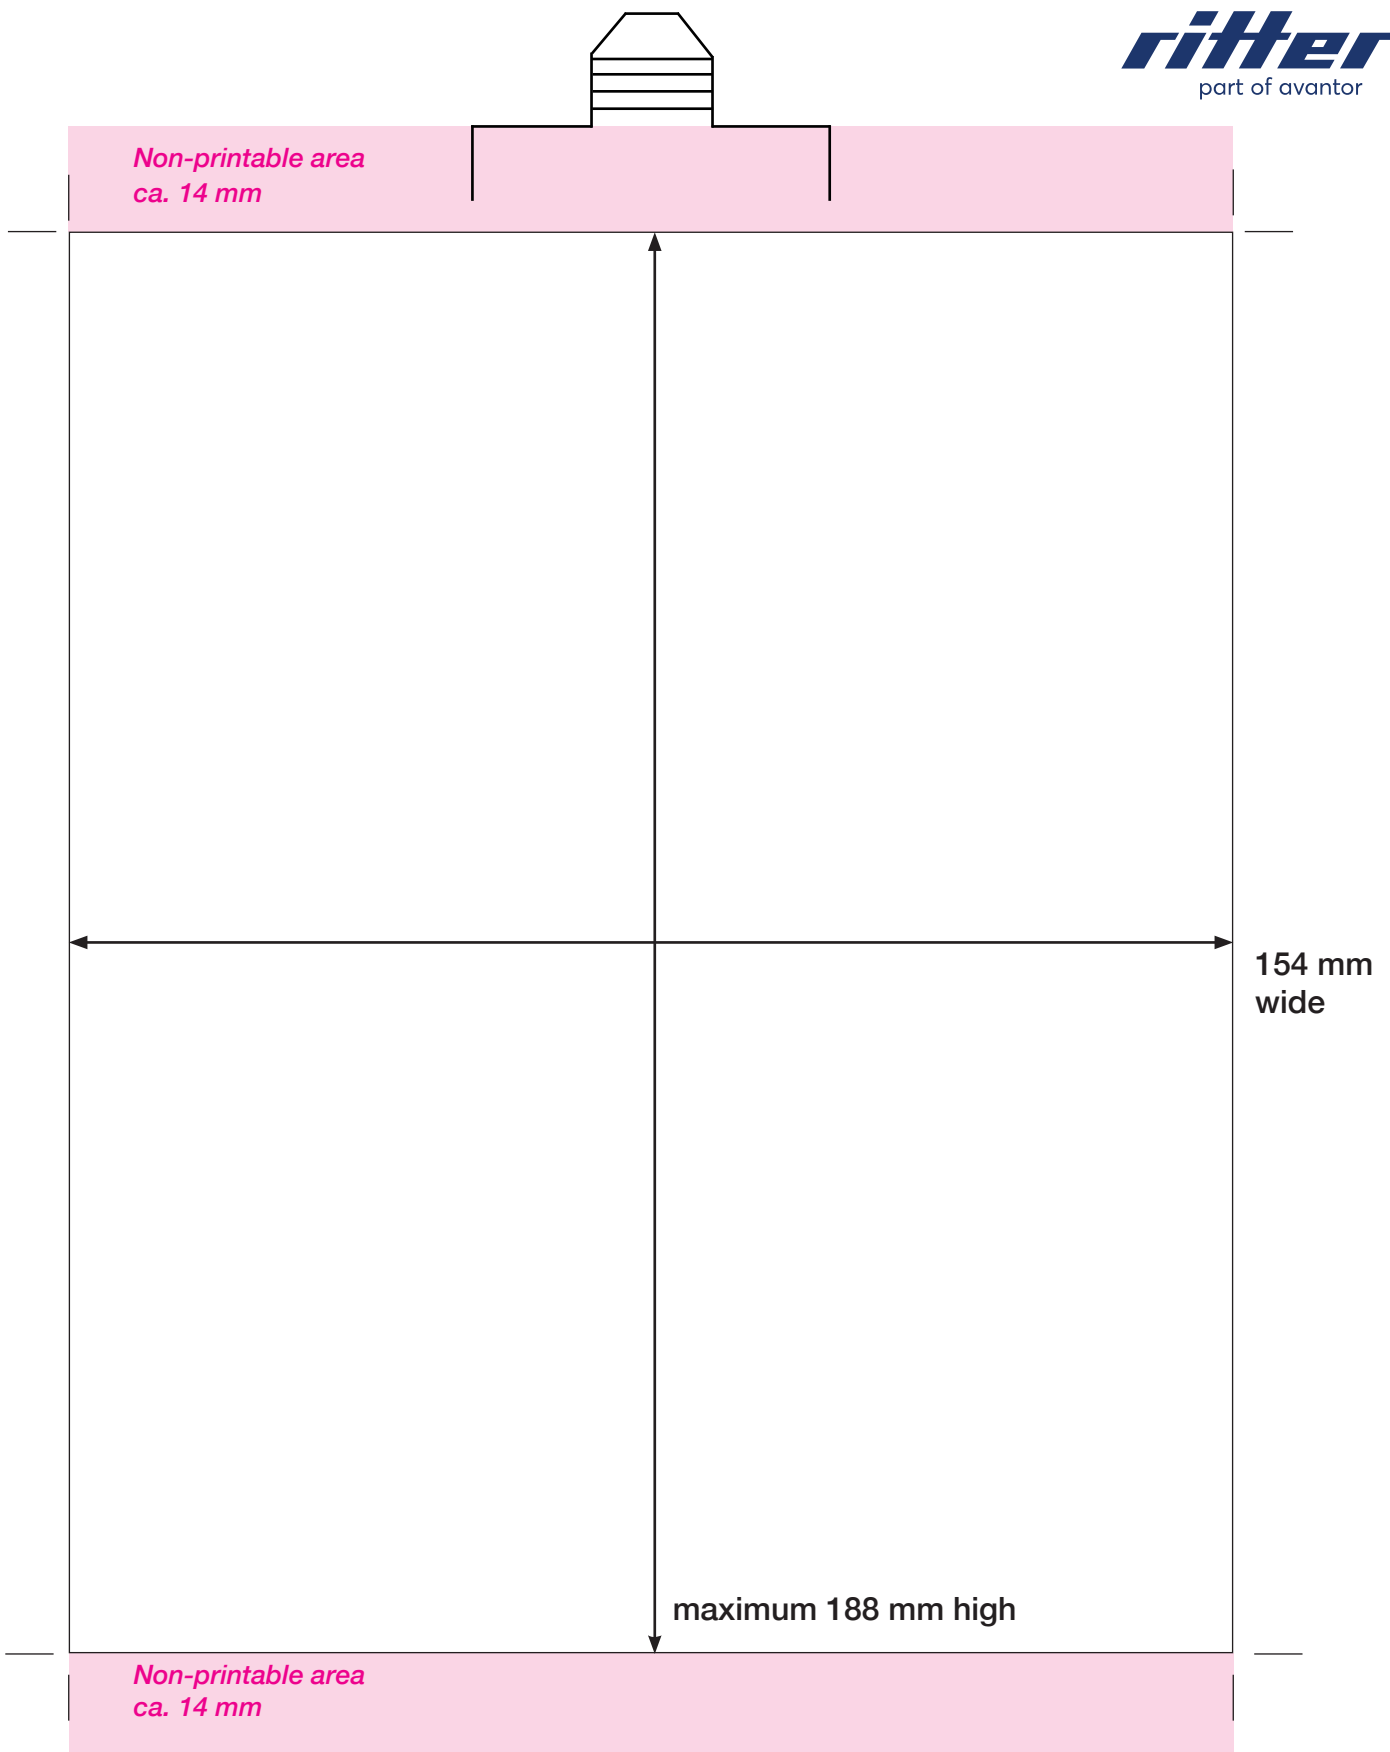 ritter
part of avantor
Non-printable area
ca. 14 mm
154 mm
wide
maximum 188 mm high
Non-printable area
ca. 14 mm